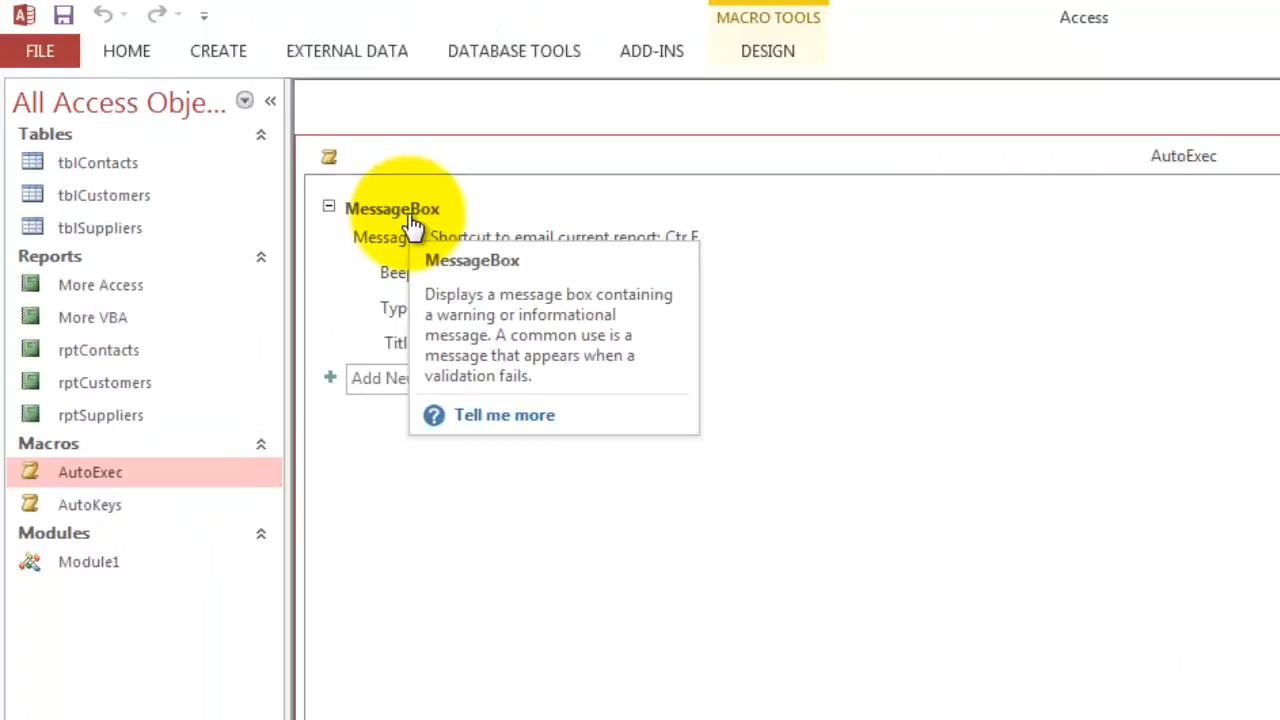 MACRO TOOLS
Access
FILE
HOME
CREATE
EXTERNAL DATA
DATABASE TOOLS
ADD-INS
DESIGN
All Access Obje... «
Tables
tblContacts
tblCustomers
tblSuppliers
Reports
More Access
More VBA
rptContacts
rptCustomers
rptSuppliers
Macros
AutoExec
AutoKeys
Modules
Module1
AutoExec
MessageBox
Shortcut to email current report: Ctr E
MessageBox
Displays a message box containing
a warning or informational
message. A common use is a
message that appears when a
validation fails.
Tell me more
Add